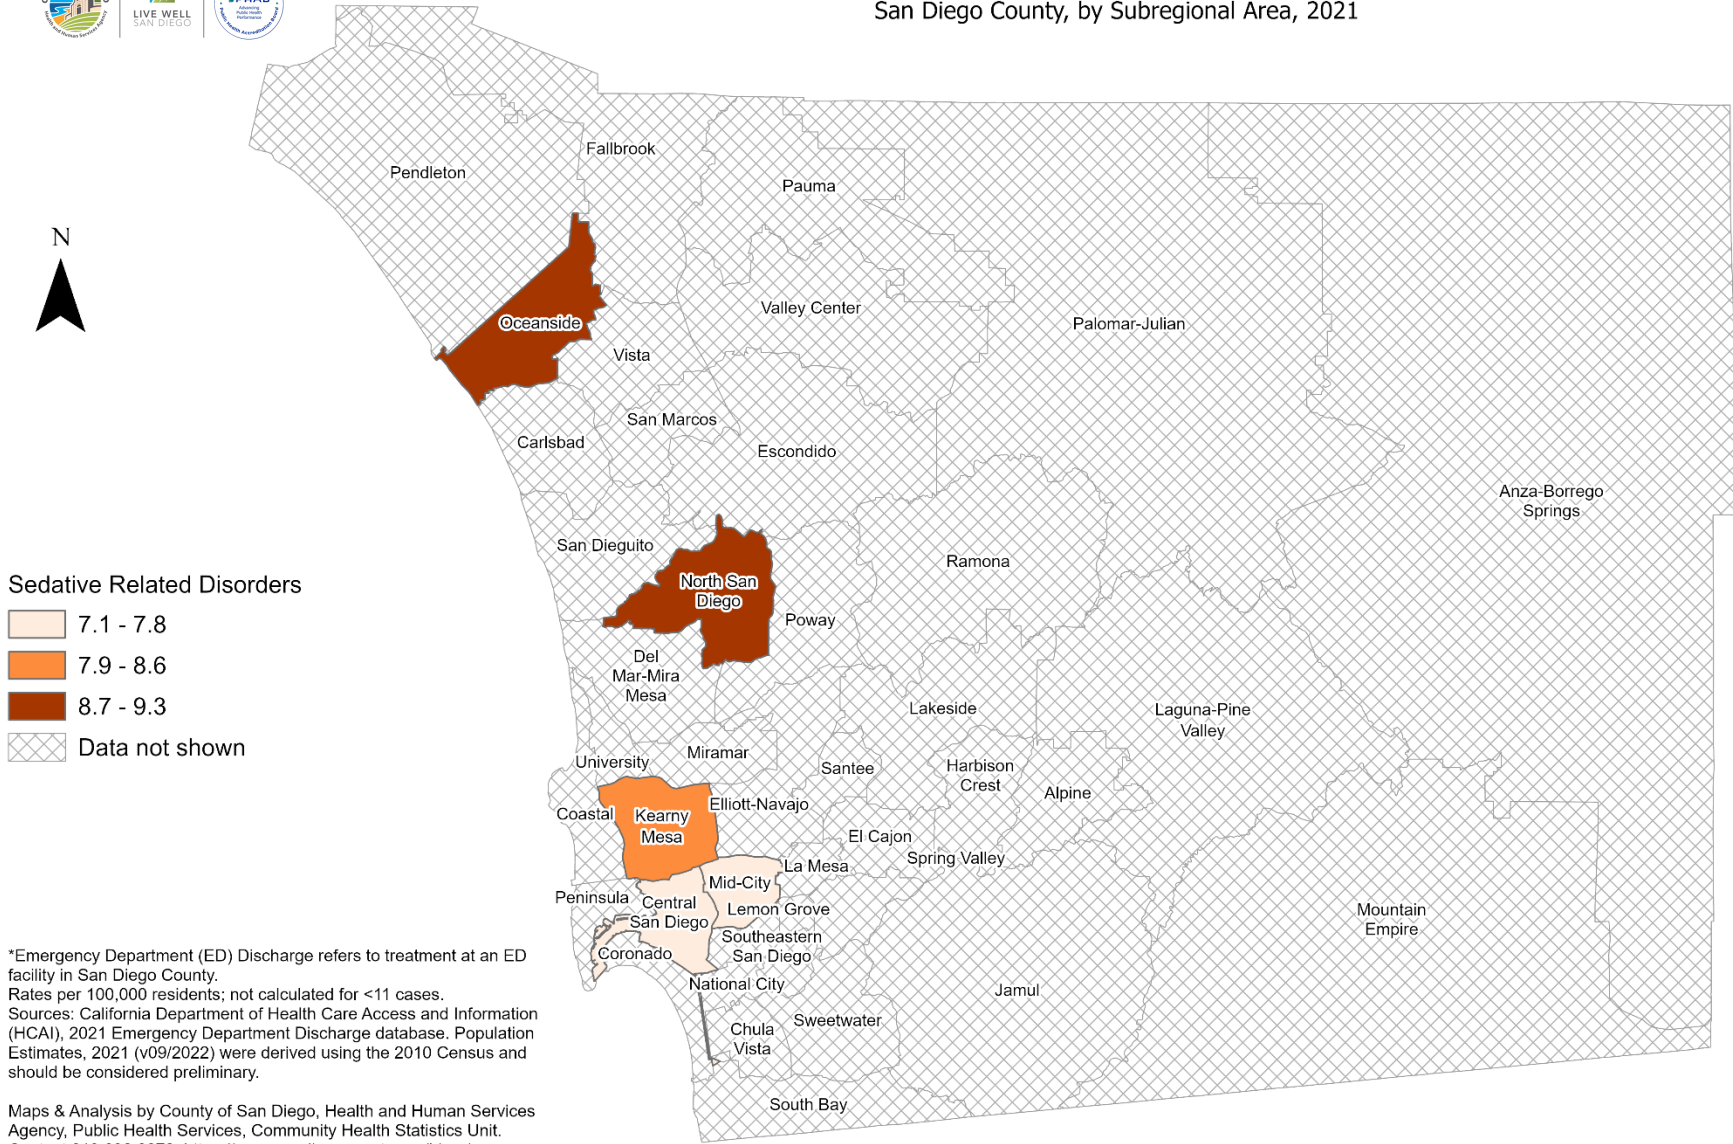 LIVE WELL
SAN DIEGO
Advancing
Public Health
Performance
San Diego County, by Subregional Area, 2021
Fallbrook
Pendleton
Pauma
N
Valley Center
Oceanside
Palomar-Julian
Vista
San Marcos
Carlsbad
Escondido
Anza-Borrego
Springs
San Dieguito
Ramona
North San
Diego
Poway
Del
Mar-Mira
Mesa
Sedative Related Disorders
7.1 - 7.8
7.9 - 8.6
8.7 - 9.3
Data not shown
Lakeside
Laguna-Pine
Valley
Miramar
University
Santee
Harbison
Crest
Alpine
Elliott-Navajo
Coastal
Kearny
Mesa
El Cajon
Spring Valley
La Mesa
Mid-City
Peninsula
Central
San Diego
Lemon Grove
Mountain
Empire
Southeastern
San Diego
Coronado
National City
Jamul
Sweetwater
Chula
Vista
South Bay
*Emergency Department (ED) Discharge refers to treatment at an ED
facility in San Diego County.
Rates per 100,000 residents; not calculated for <11 cases.
Sources: California Department of Health Care Access and Information
(HCAI), 2021 Emergency Department Discharge database. Population
Estimates, 2021 (v09/2022) were derived using the 2010 Census and
should be considered preliminary.
Maps & Analysis by County of San Diego, Health and Human Services
Agency, Public Health Services, Community Health Statistics Unit.